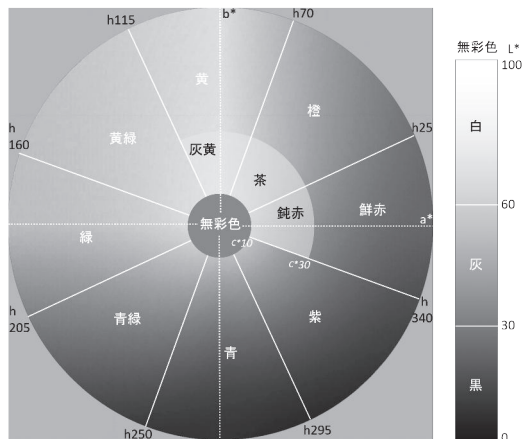 h115
b*
h70
黄
橙
黄緑
h
160
灰黄
茶
h25
鈍赤
鮮赤
a*
無彩色
c*10
c*30
緑
h
205
青緑
青
紫
h
340
h250
h295
無彩色 L*
100
白
60
灰
30
黒
0